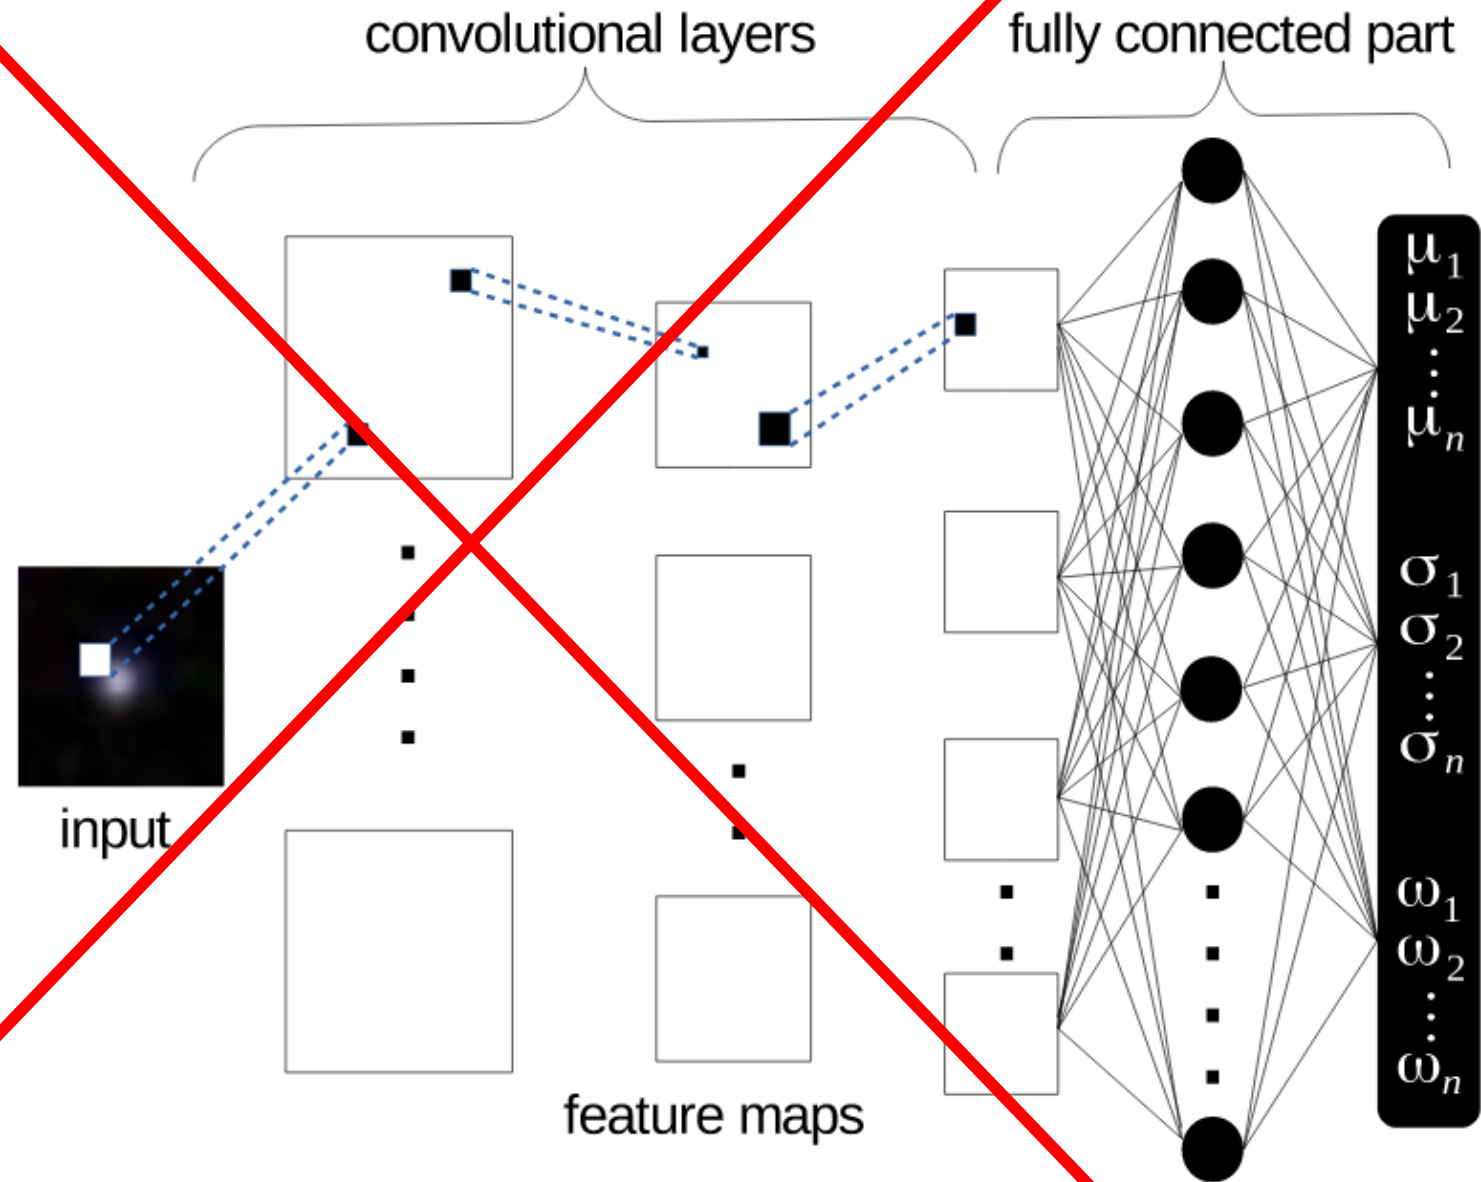 convolutional layers
fully connected part
μ1
μ2
μn
σ1
σ2
σn
ω1
ω2
ωn
input
feature maps